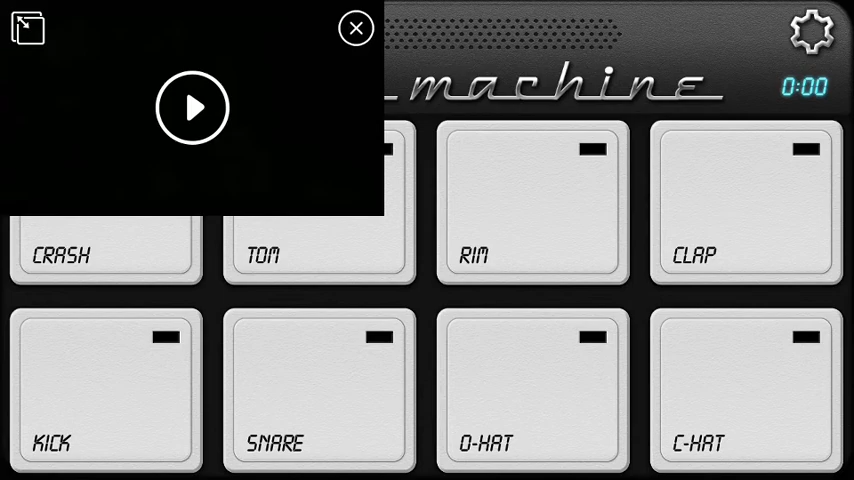 machine
0:00
CRASH
TOM
RIM
CLAP
KICK
SNARE
O-HAT
C-HAT